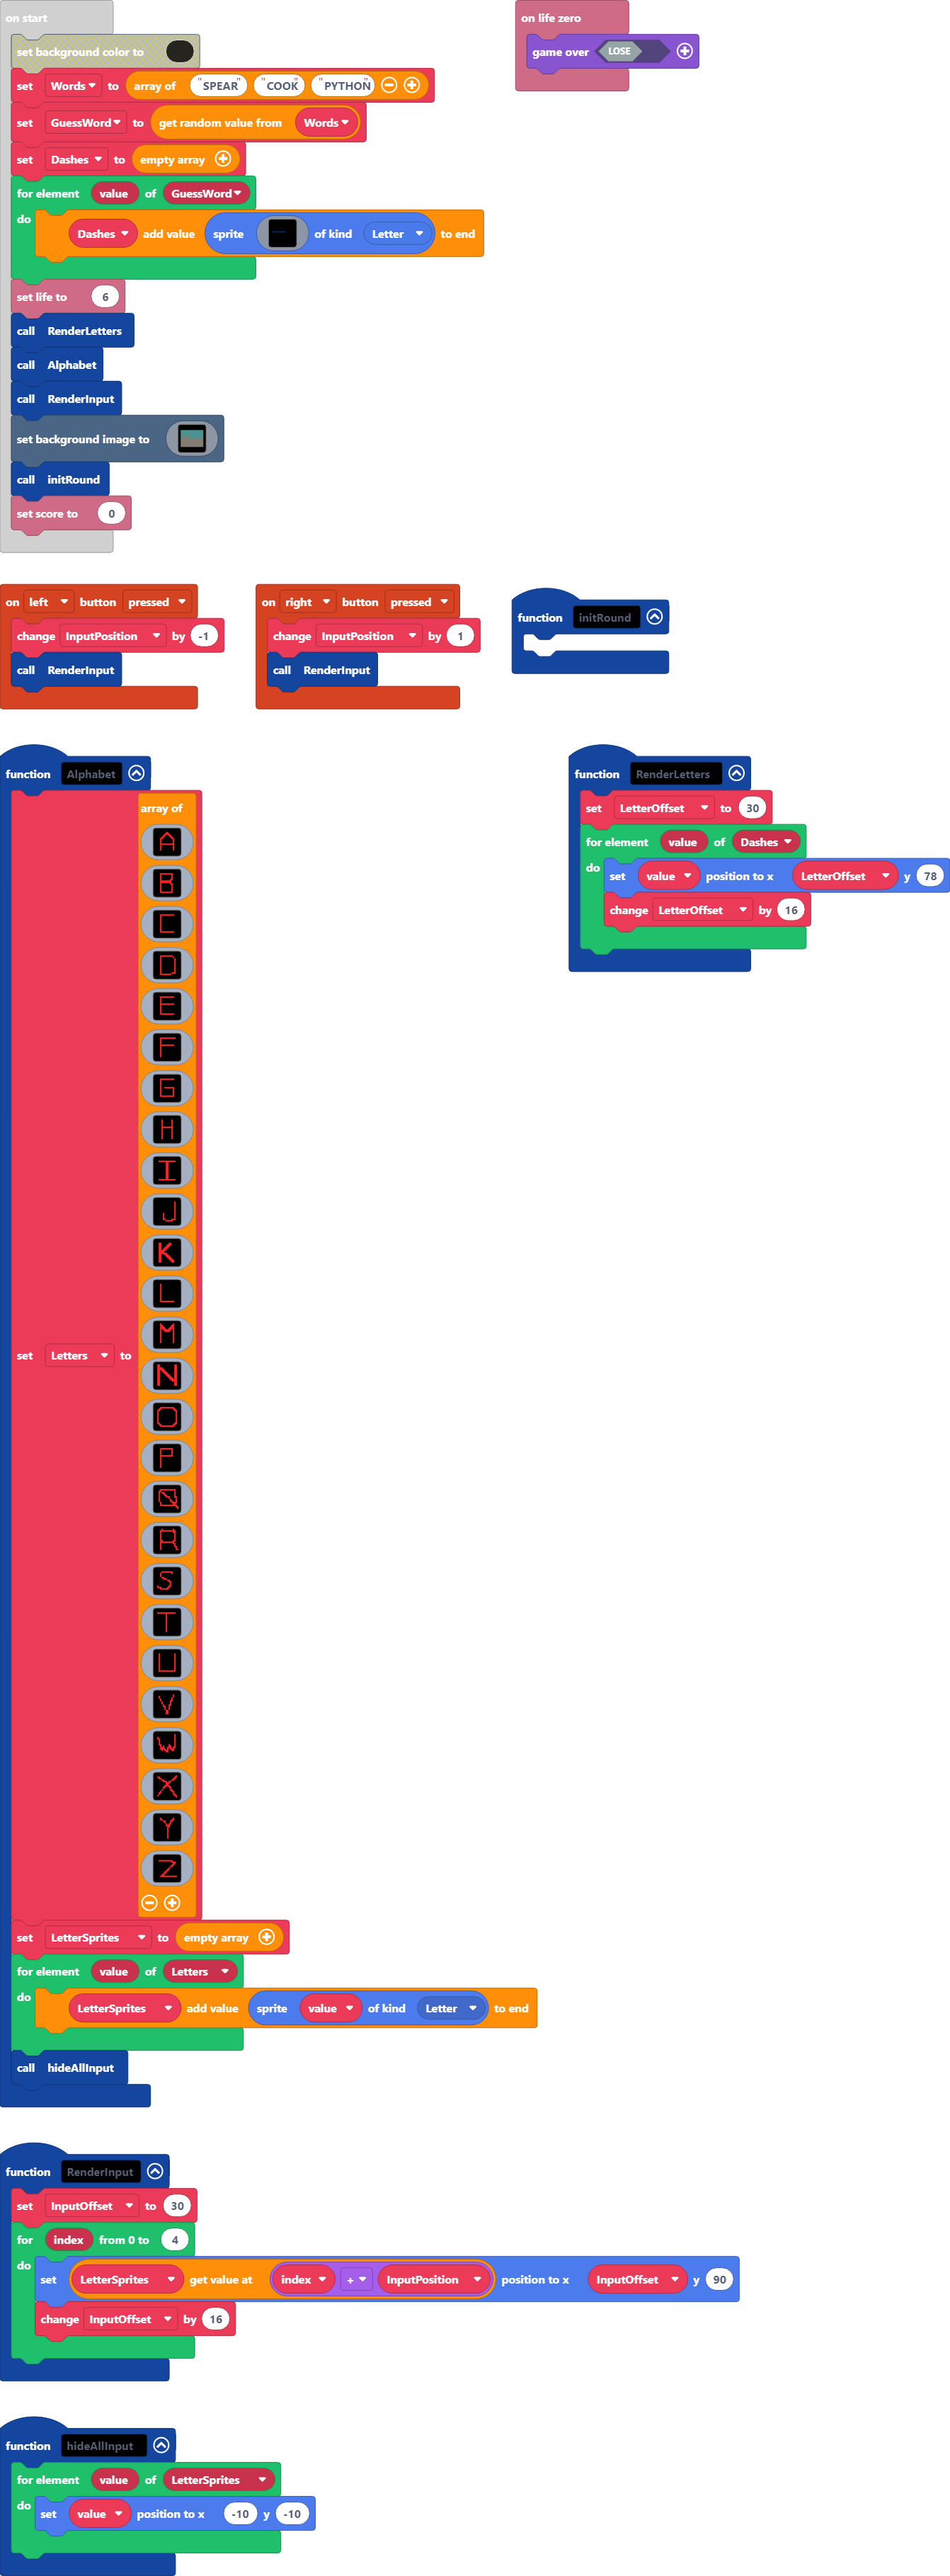 on start
set background color to
set Words to array of "SPEAR" "COOK" "PYTHON"
set GuessWord to get random value from Words
set Dashes to empty array
for element value of GuessWord
do Dashes add value sprite of kind Letter to end
set life to 6
call RenderLetters
call Alphabet
call RenderInput
set background image to
call initRound
set score to 0
on life zero
game over LOSE
on left button pressed
change InputPosition by -1
call RenderInput
on right button pressed
change InputPosition by 1
call RenderInput
function initRound
function Alphabet
set Letters to array of
A
B
C
D
E
F
G
H
I
J
K
L
M
N
O
P
Q
R
S
T
U
V
W
X
Y
Z
set LetterSprites to empty array
for element value of Letters
do LetterSprites add value sprite value of kind Letter to end
call hideAllInput
function RenderLetters
set LetterOffset to 30
for element value of Dashes
do set value position to x LetterOffset y 78
change LetterOffset by 16
function RenderInput
set InputOffset to 30
for index from 0 to 4
do set LetterSprites get value at index + InputPosition position to x InputOffset y 90
change InputOffset by 16
function hideAllInput
for element value of LetterSprites
do set value position to x -10 y -10